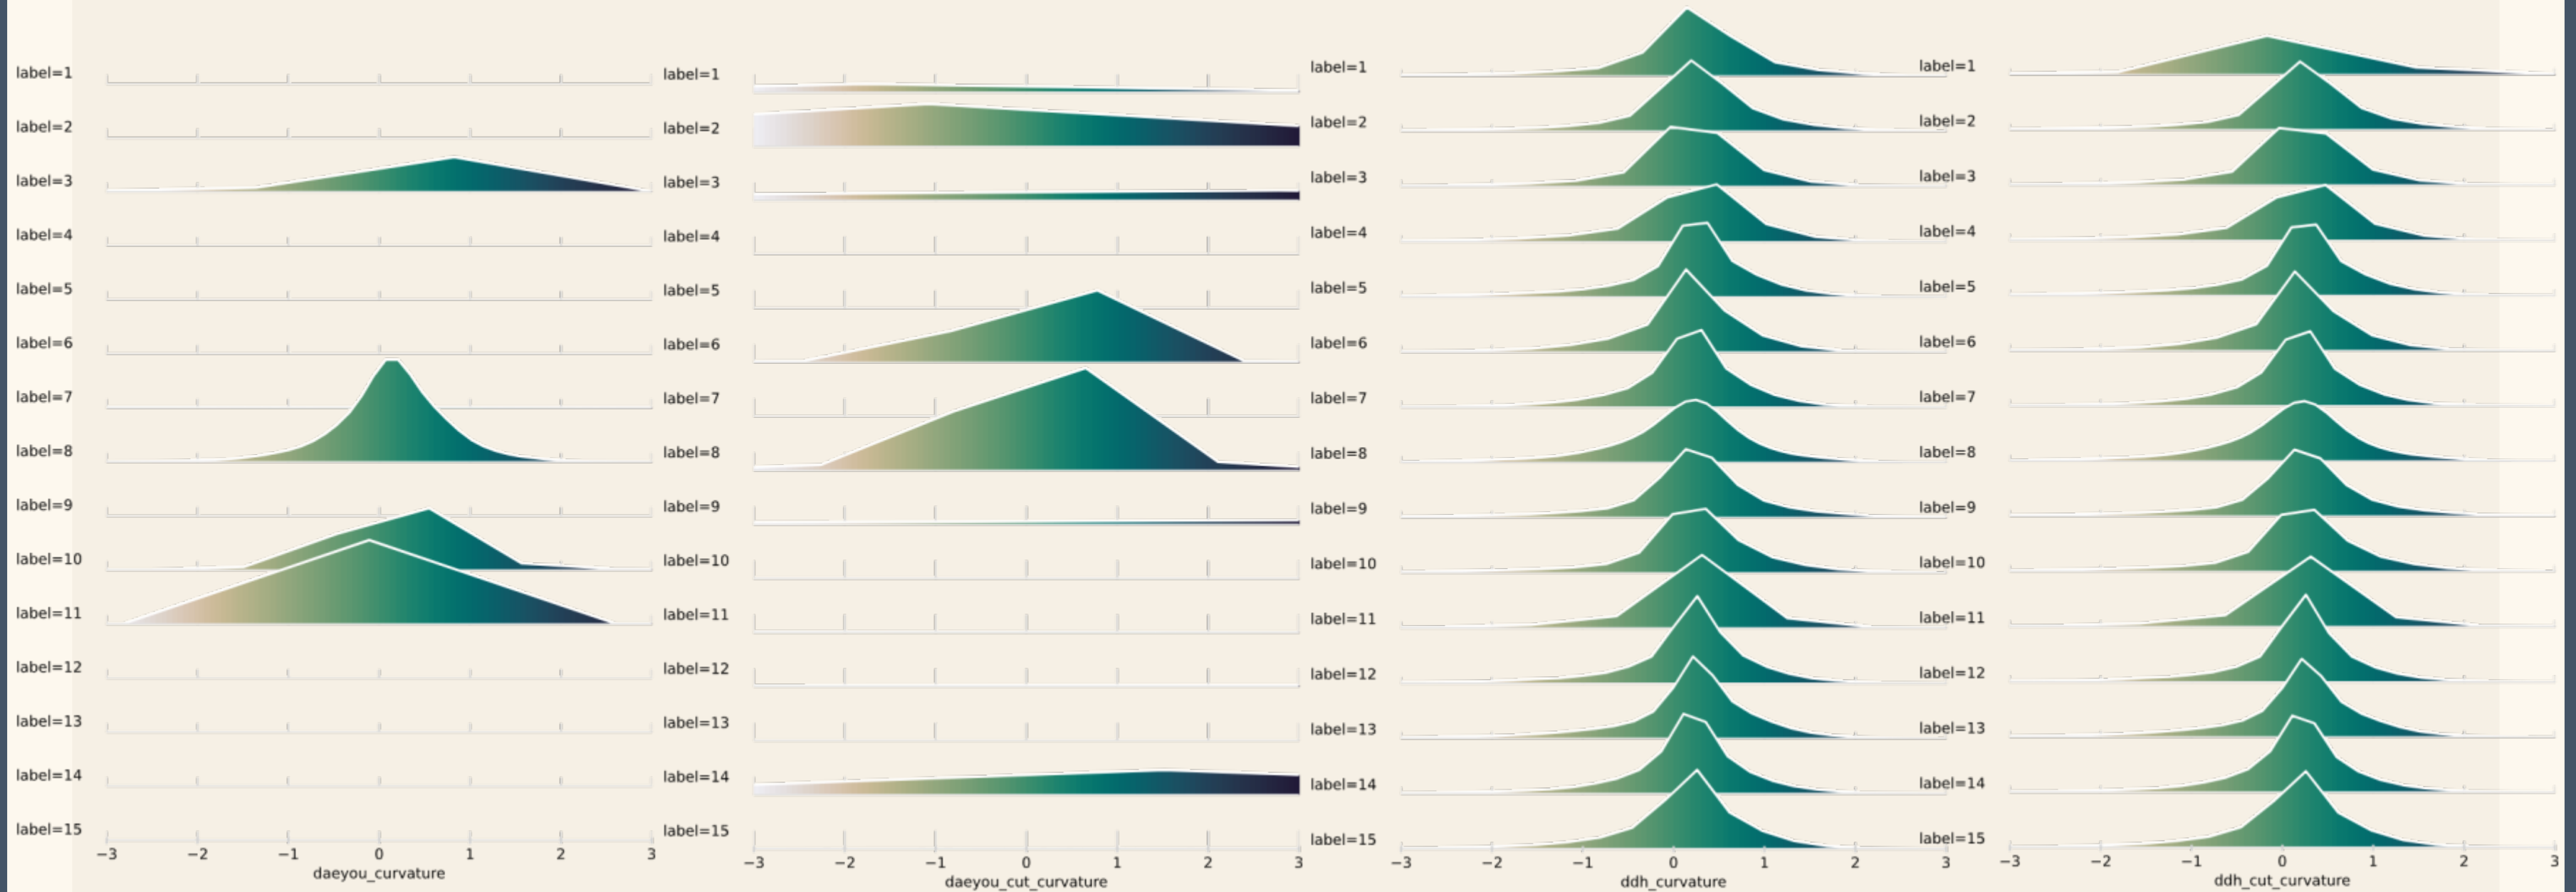 label=1
label=2
label=3
label=4
label=5
label=6
label=7
label=8
label=9
label=10
label=11
label=12
label=13
label=14
label=15
−3 −2 −1 0 1 2 3
daeyou_curvature
label=1
label=2
label=3
label=4
label=5
label=6
label=7
label=8
label=9
label=10
label=11
label=12
label=13
label=14
label=15
−3 −2 −1 0 1 2 3
daeyou_cut_curvature
label=1
label=2
label=3
label=4
label=5
label=6
label=7
label=8
label=9
label=10
label=11
label=12
label=13
label=14
label=15
−3 −2 −1 0 1 2 3
ddh_curvature
label=1
label=2
label=3
label=4
label=5
label=6
label=7
label=8
label=9
label=10
label=11
label=12
label=13
label=14
label=15
−3 −2 −1 0 1 2 3
ddh_cut_curvature